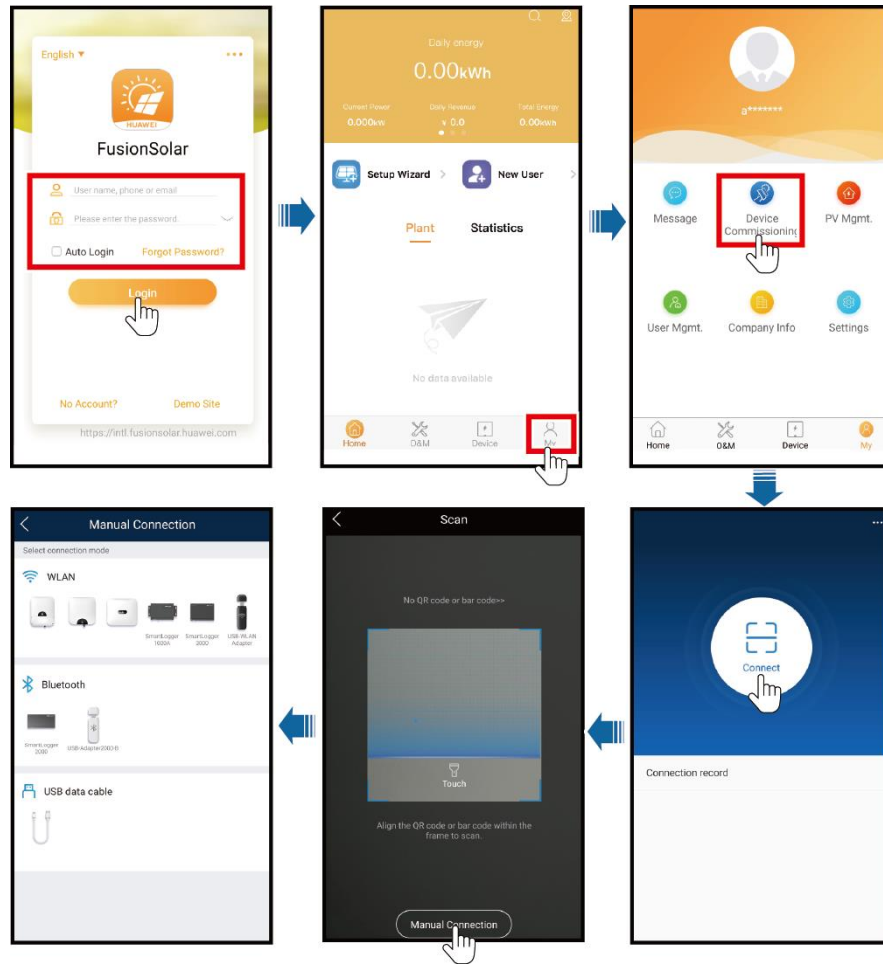 English ▼
HUAWEI
FusionSolar
User name, phone or email
Please enter the password.
Auto Login Forgot Password?
Login
No Account? Demo Site
https://intl.fusionsolar.huawei.com
Daily energy
0.00kWh
Current Power Daily Revenue Total Energy
0.000kW ¥ 0.0 0.00kWh
Setup Wizard > New User >
Plant Statistics
No data available
Home O&M Device My
a*******
Message Device PV Mgmt.
Commissioning
User Mgmt. Company Info Settings
Home O&M Device My
Connect
Connection record
Scan
No QR code or bar code>>
Touch
Align the QR code or bar code within the
frame to scan.
Manual Connection
Manual Connection
Select connection mode
WLAN
SmartLogger SmartLogger USB-WLAN
1000A 3000 Adapter
Bluetooth
SmartLogger
2000 USB-Adapter2000-B
USB data cable